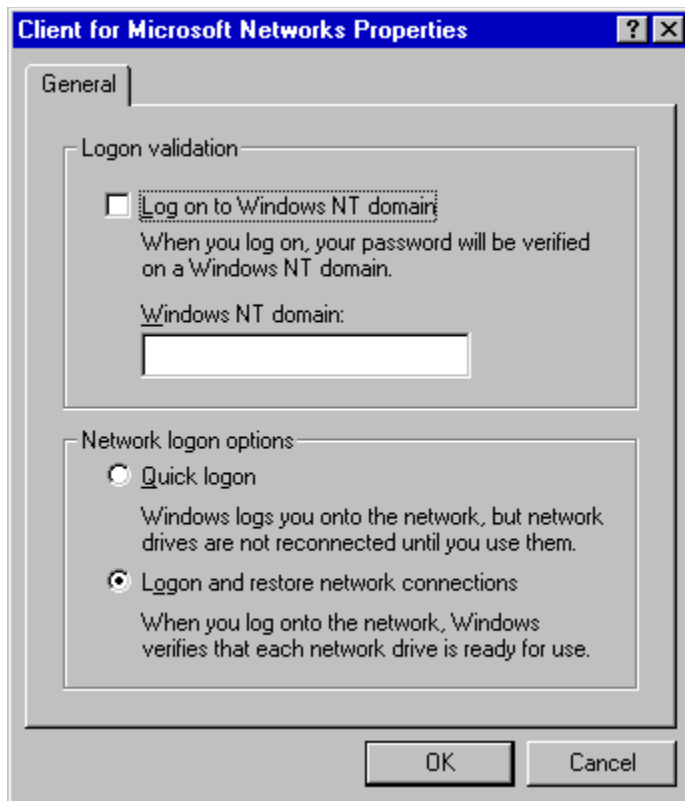 Client for Microsoft Networks Properties
General
Logon validation
Log on to Windows NT domain
When you log on, your password will be verified
on a Windows NT domain.
Windows NT domain:
Network logon options
Quick logon
Windows logs you onto the network, but network
drives are not reconnected until you use them.
Logon and restore network connections
When you log onto the network, Windows
verifies that each network drive is ready for use.
OK
Cancel